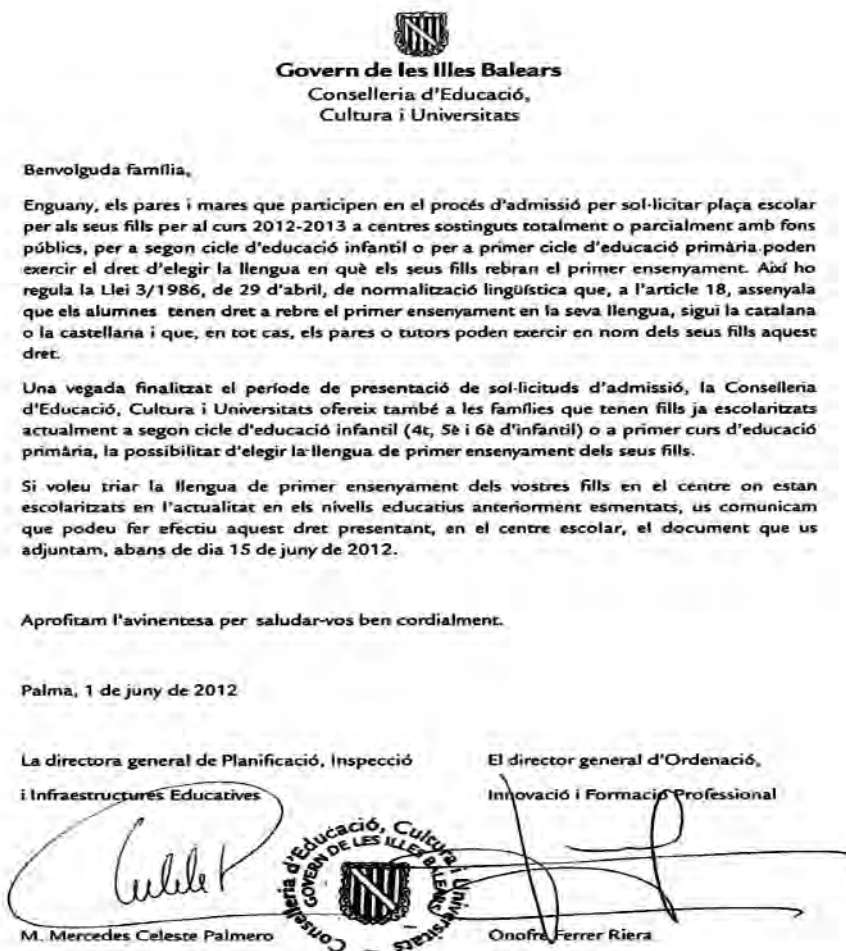 Govern de les Illes Balears
Conselleria d'Educació,
Cultura i Universitats
Benvolguda família,
Enguany, els pares i mares que participen en el procés d'admissió per sol·licitar plaça escolar
per als seus fills per al curs 2012-2013 a centres sostinguts totalment o parcialment amb fons
públics, per a segon cicle d'educació infantil o per a primer cicle d'educació primària poden
exercir el dret d'elegir la llengua en què els seus fills rebran el primer ensenyament. Així ho
regula la Llei 3/1986, de 29 d'abril, de normalització lingüística que, a l'article 18, assenyala
que els alumnes tenen dret a rebre el primer ensenyament en la seva llengua, sigui la catalana
o la castellana i que, en tot cas, els pares o tutors poden exercir en nom dels seus fills aquest
dret.
Una vegada finalitzat el període de presentació de sol·licituds d'admissió, la Conselleria
d'Educació, Cultura i Universitats ofereix també a les famílies que tenen fills ja escolaritzats
actualment a segon cicle d'educació infantil (4t, 5è i 6è d'infantil) o a primer curs d'educació
primària, la possibilitat d'elegir la llengua de primer ensenyament dels seus fills.
Si voleu triar la llengua de primer ensenyament dels vostres fills en el centre on estan
escolaritzats en l'actualitat en els nivells educatius anteriorment esmentats, us comunicam
que podeu fer efectiu aquest dret presentant, en el centre escolar, el document que us
adjuntam, abans de dia 15 de juny de 2012.
Aprofitam l'avinentesa per saludar-vos ben cordialment.
Palma, 1 de juny de 2012
La directora general de Planificació, Inspecció
i Infraestructures Educatives
El director general d'Ordenació,
Innovació i Formació Professional
Conselleria d'Educació, Cultura i Universitats
GOVERN DE LES ILLES BALEARS
M. Mercedes Celeste Palmero
Onofre Ferrer Riera